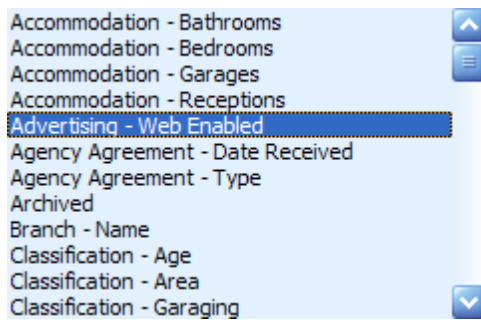 Accommodation - Bathrooms
Accommodation - Bedrooms
Accommodation - Garages
Accommodation - Receptions
Advertising - Web Enabled
Agency Agreement - Date Received
Agency Agreement - Type
Archived
Branch - Name
Classification - Age
Classification - Area
Classification - Garaging